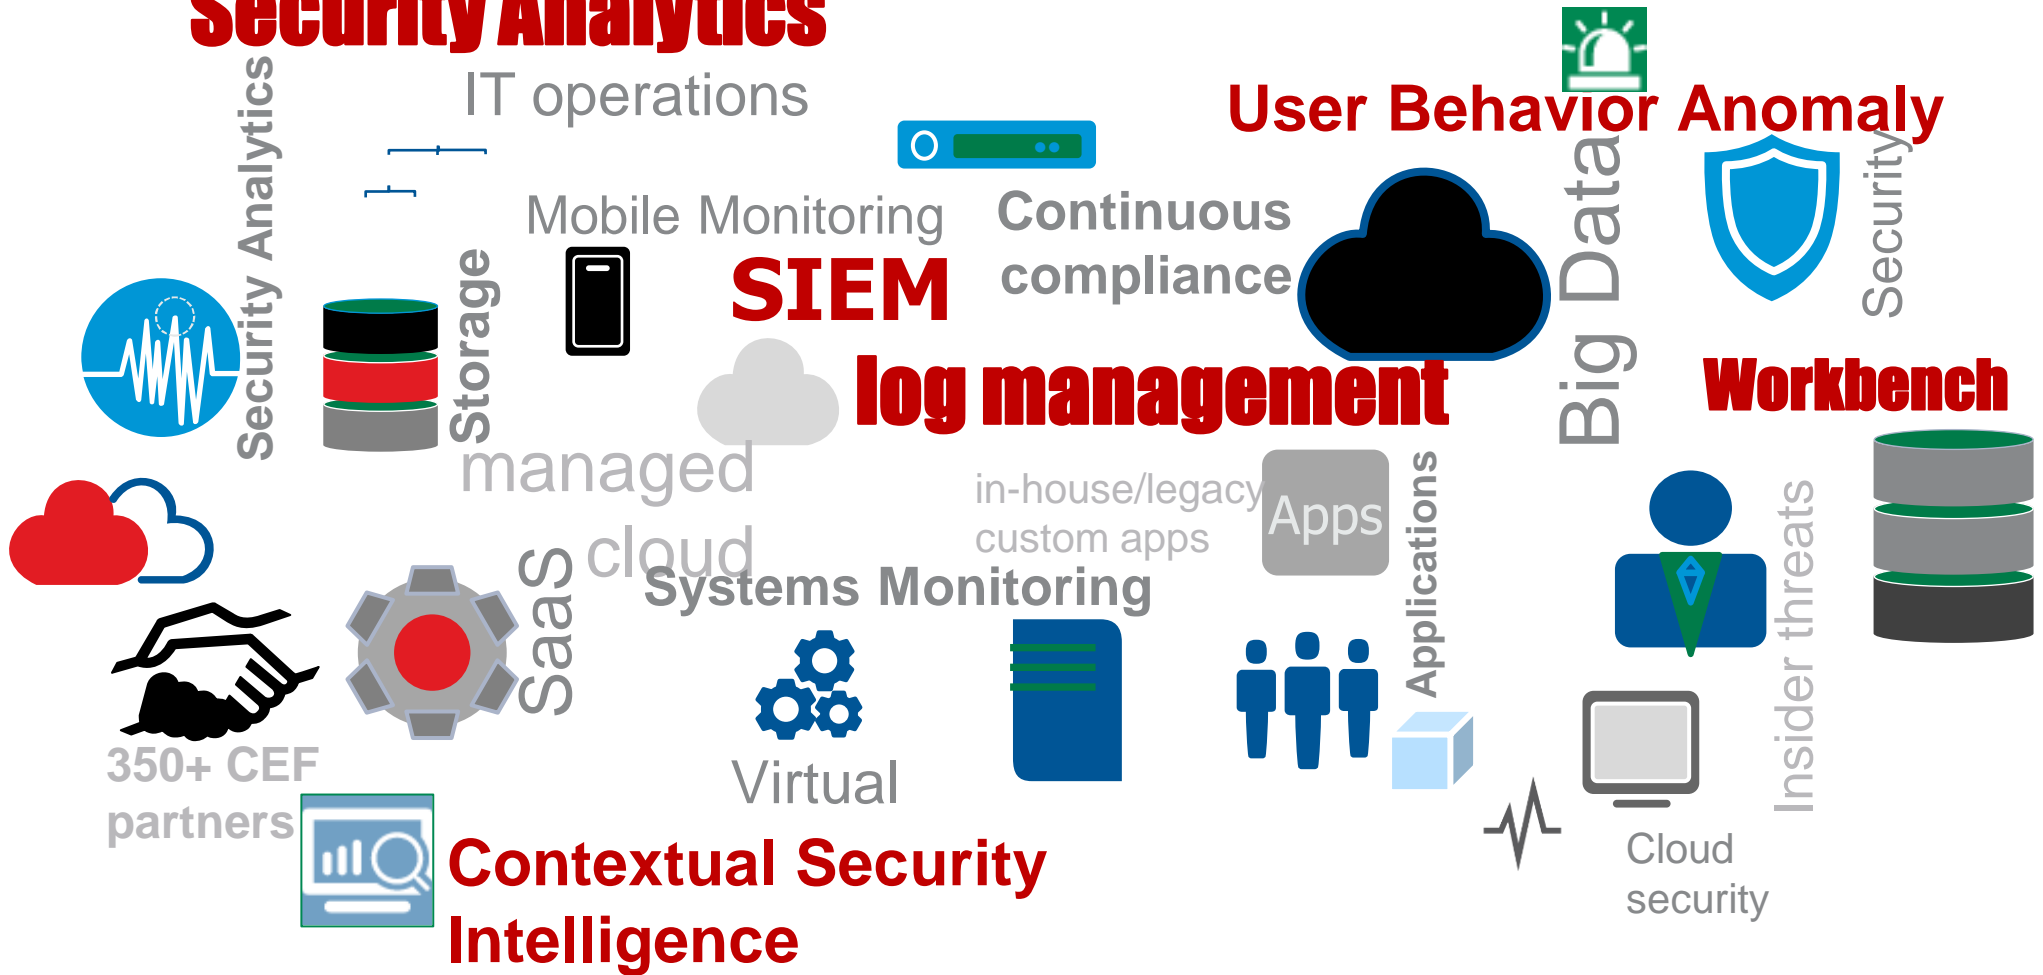 Security Analytics
IT operations
User Behavior Anomaly
Security Analytics
Big Data
Security
Mobile Monitoring
Continuous
compliance
Storage
SIEM
log management
Workbench
managed
cloud
in-house/legacy
custom apps
Apps
Applications
Insider threats
SaaS
Systems Monitoring
350+ CEF
partners
Virtual
Cloud
security
Contextual Security
Intelligence